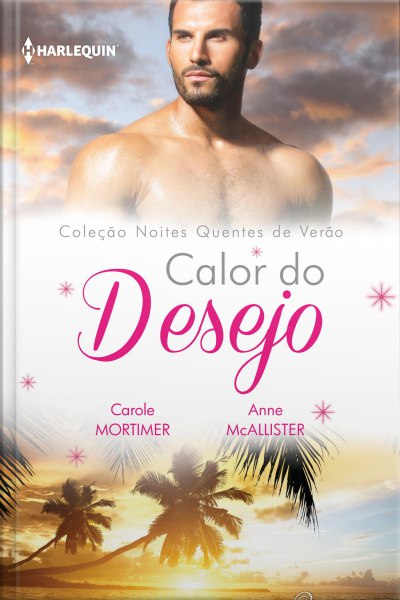 HARLEQUIN
Coleção Noites Quentes de Verão
Calor do
Desejo
Carole
MORTIMER
Anne
McALLISTER